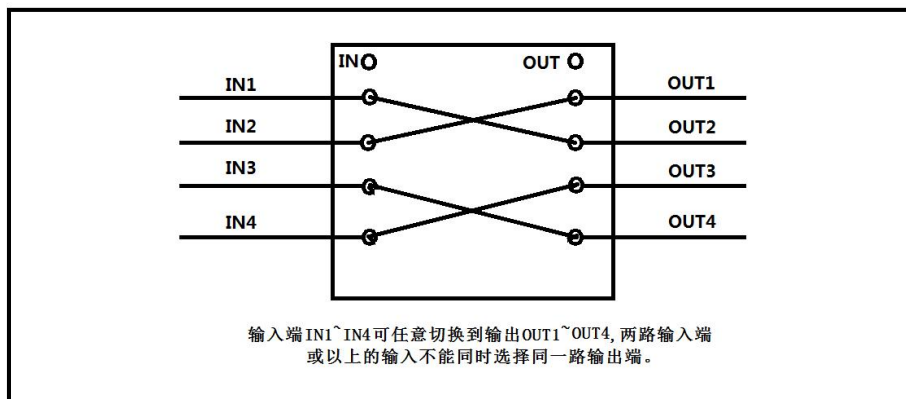 IN OUT
IN1 OUT1
IN2 OUT2
IN3 OUT3
IN4 OUT4
输入端IN1~IN4可任意切换到输出OUT1~OUT4,两路输入端
或以上的输入不能同时选择同一路输出端。